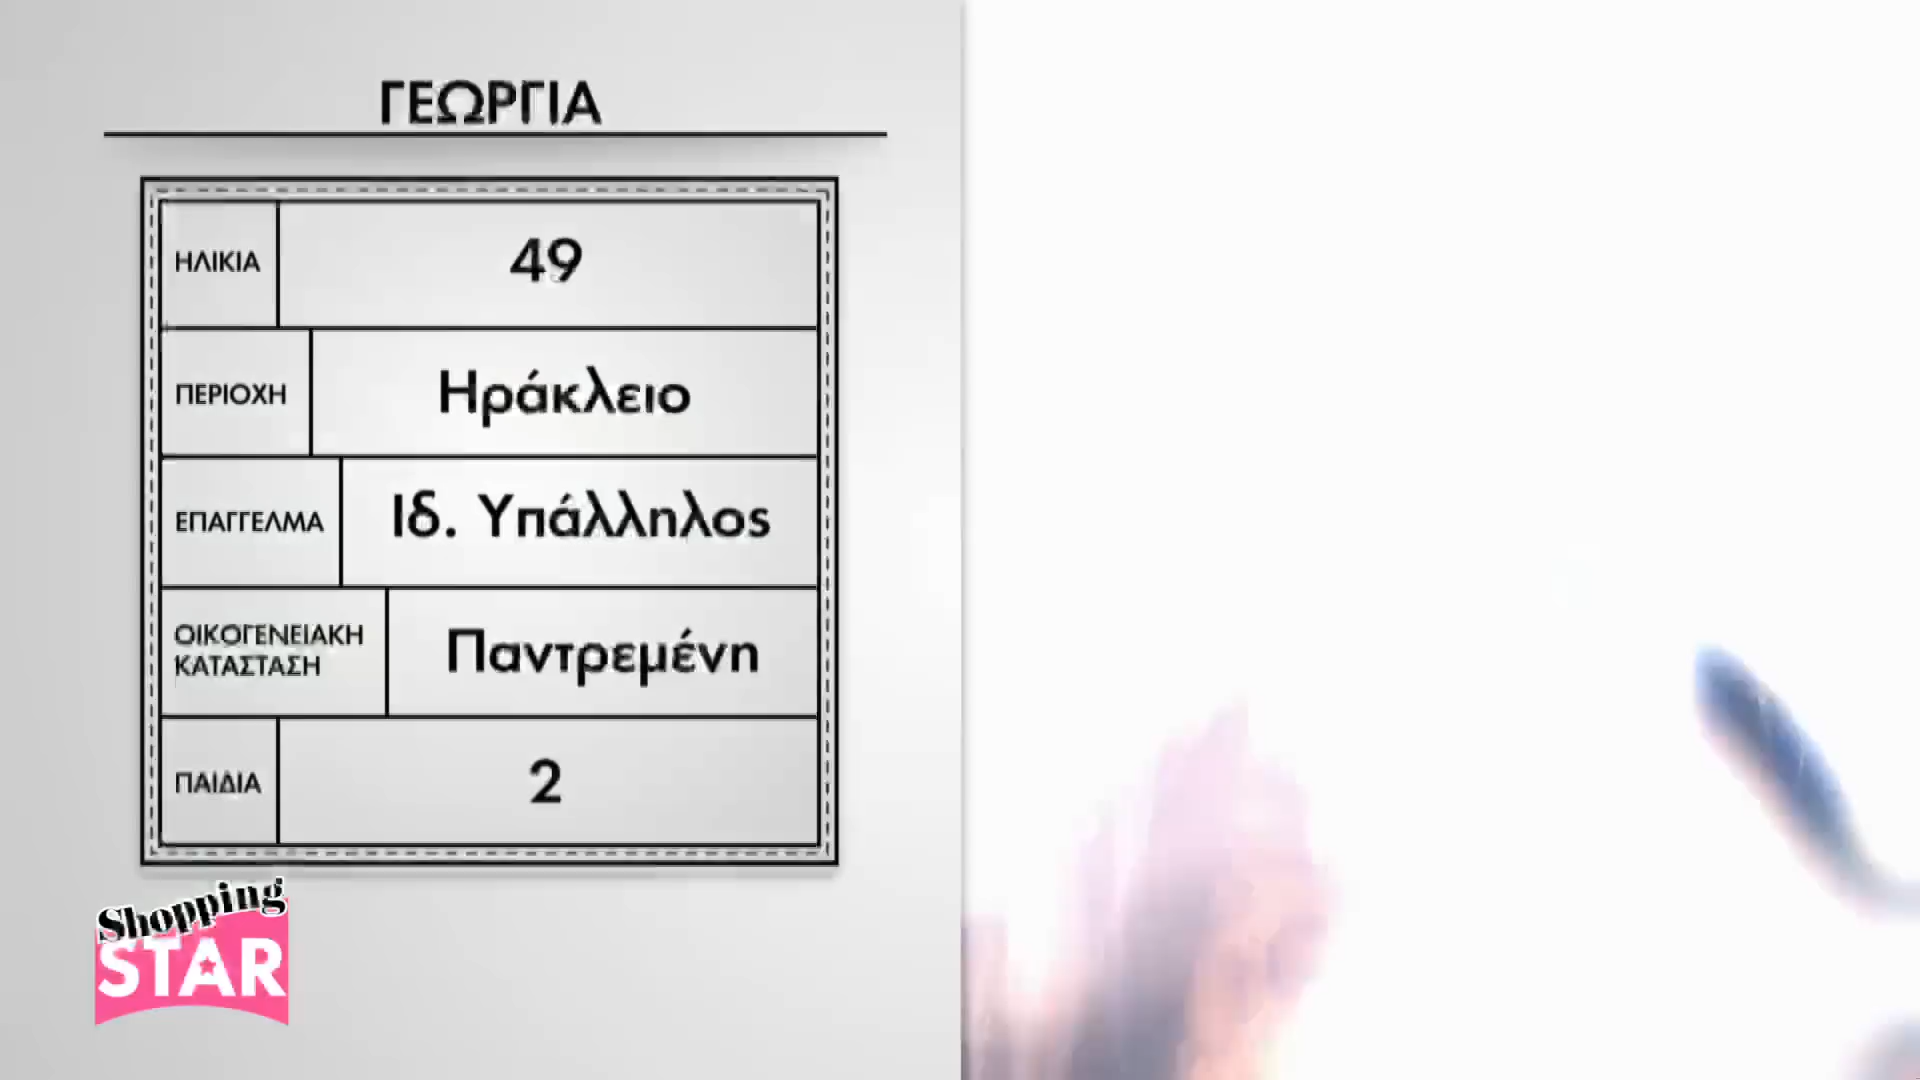 ΓΕΩΡΓΙΑ
ΗΛΙΚΙΑ 49
ΠΕΡΙΟΧΗ Ηράκλειο
ΕΠΑΓΓΕΛΜΑ Ιδ. Υπάλληλος
ΟΙΚΟΓΕΝΕΙΑΚΗ
ΚΑΤΑΣΤΑΣΗ Παντρεμένη
ΠΑΙΔΙΑ 2
Shopping
STAR